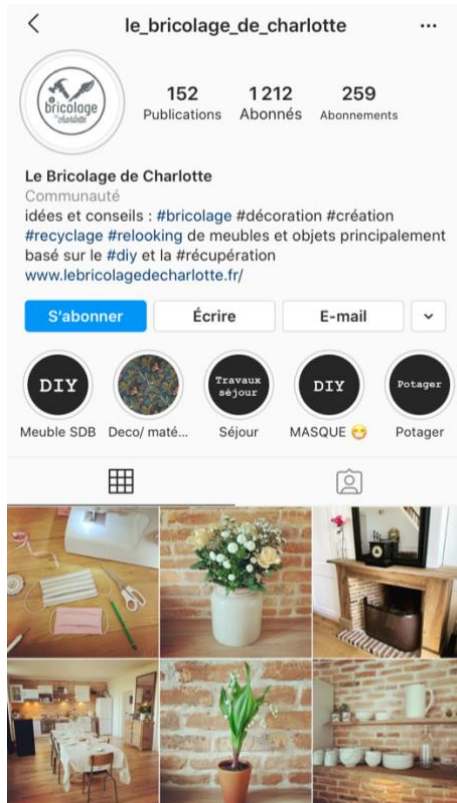 le_bricolage_de_charlotte
152 1 212 259
Publications Abonnés Abonnements
bricolage
de charlotte
Le Bricolage de Charlotte
Communauté
idées et conseils : #bricolage #décoration #création
#recyclage #relooking de meubles et objets principalement
basé sur le #diy et la #récupération
www.lebricolagedecharlotte.fr/
S'abonner Écrire E-mail
DIY Travaux séjour DIY Potager
Meuble SDB Deco/ maté... Séjour MASQUE 😷 Potager